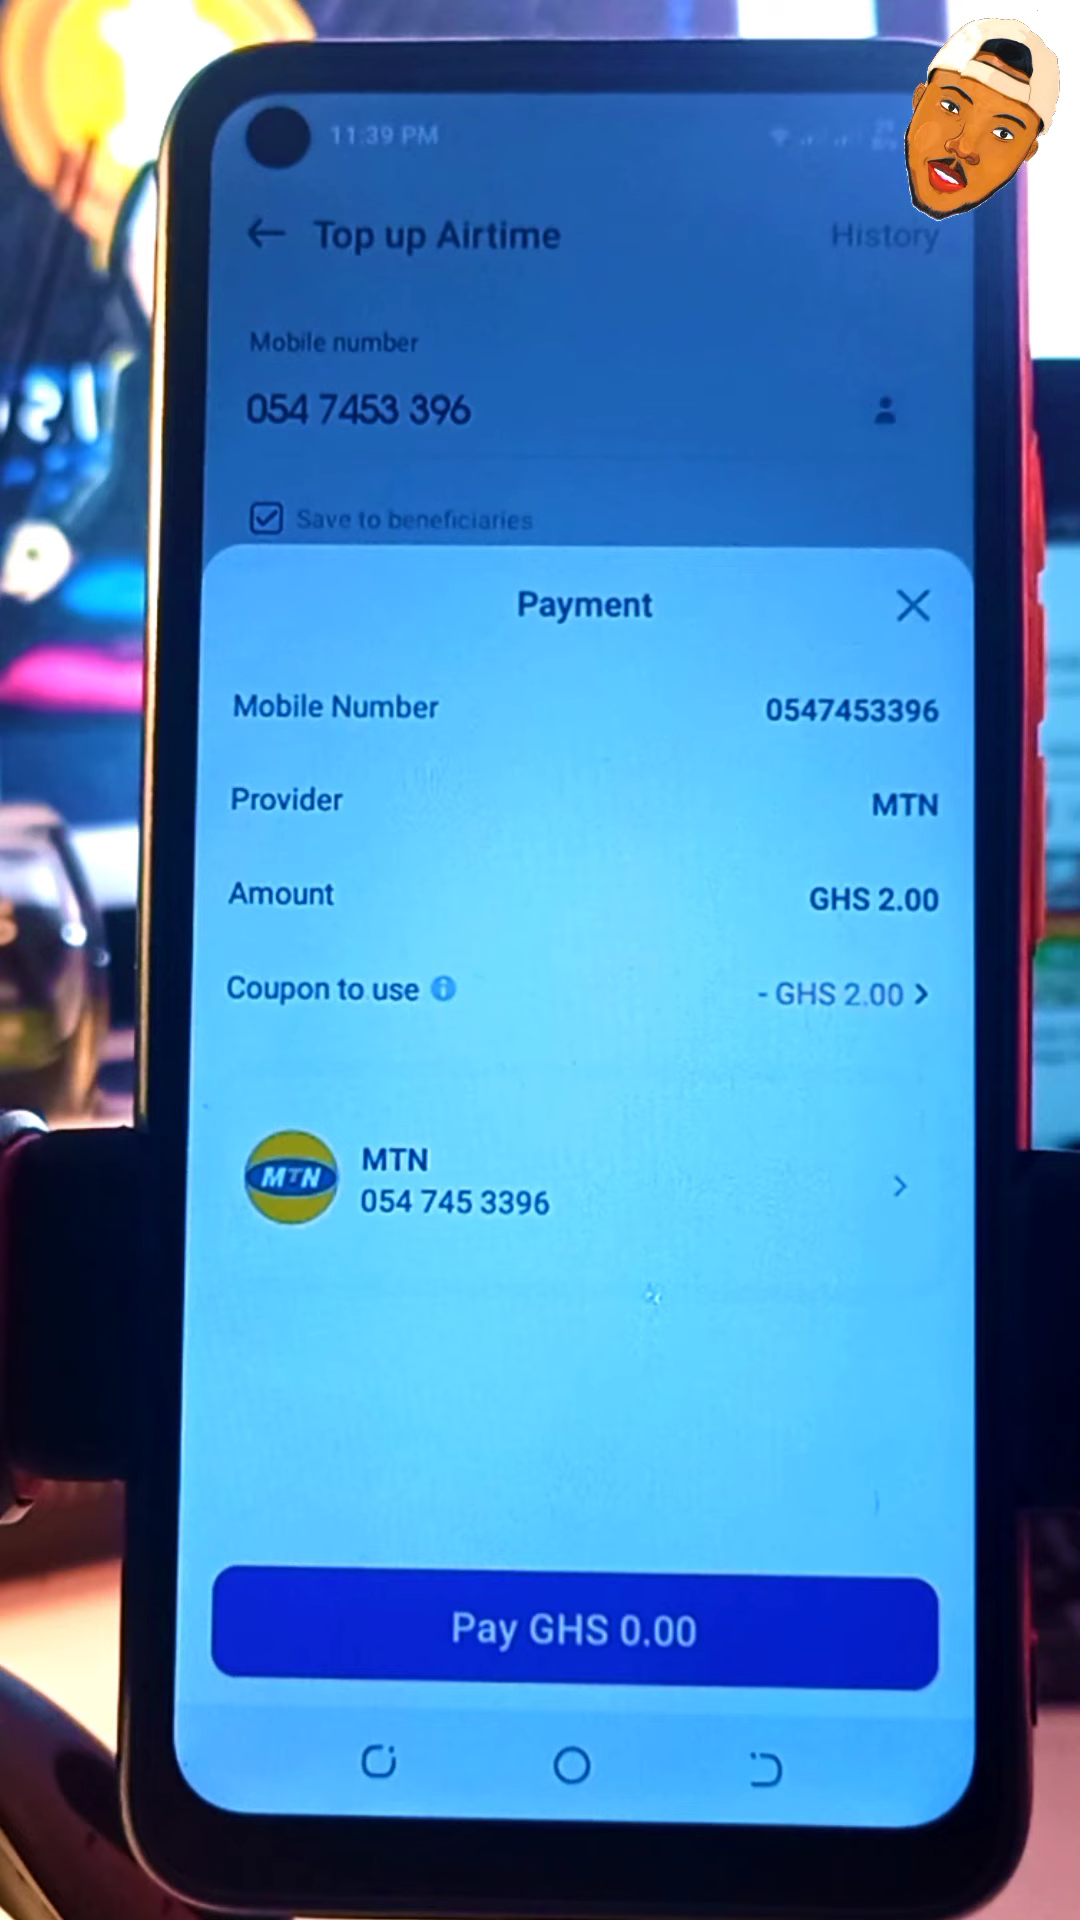 11:39 PM
Top up Airtime
History
Mobile number
054 7453 396
Save to beneficiaries
Payment
Mobile Number
0547453396
Provider
MTN
Amount
GHS 2.00
Coupon to use
- GHS 2.00
MTN
MTN
054 745 3396
Pay GHS 0.00